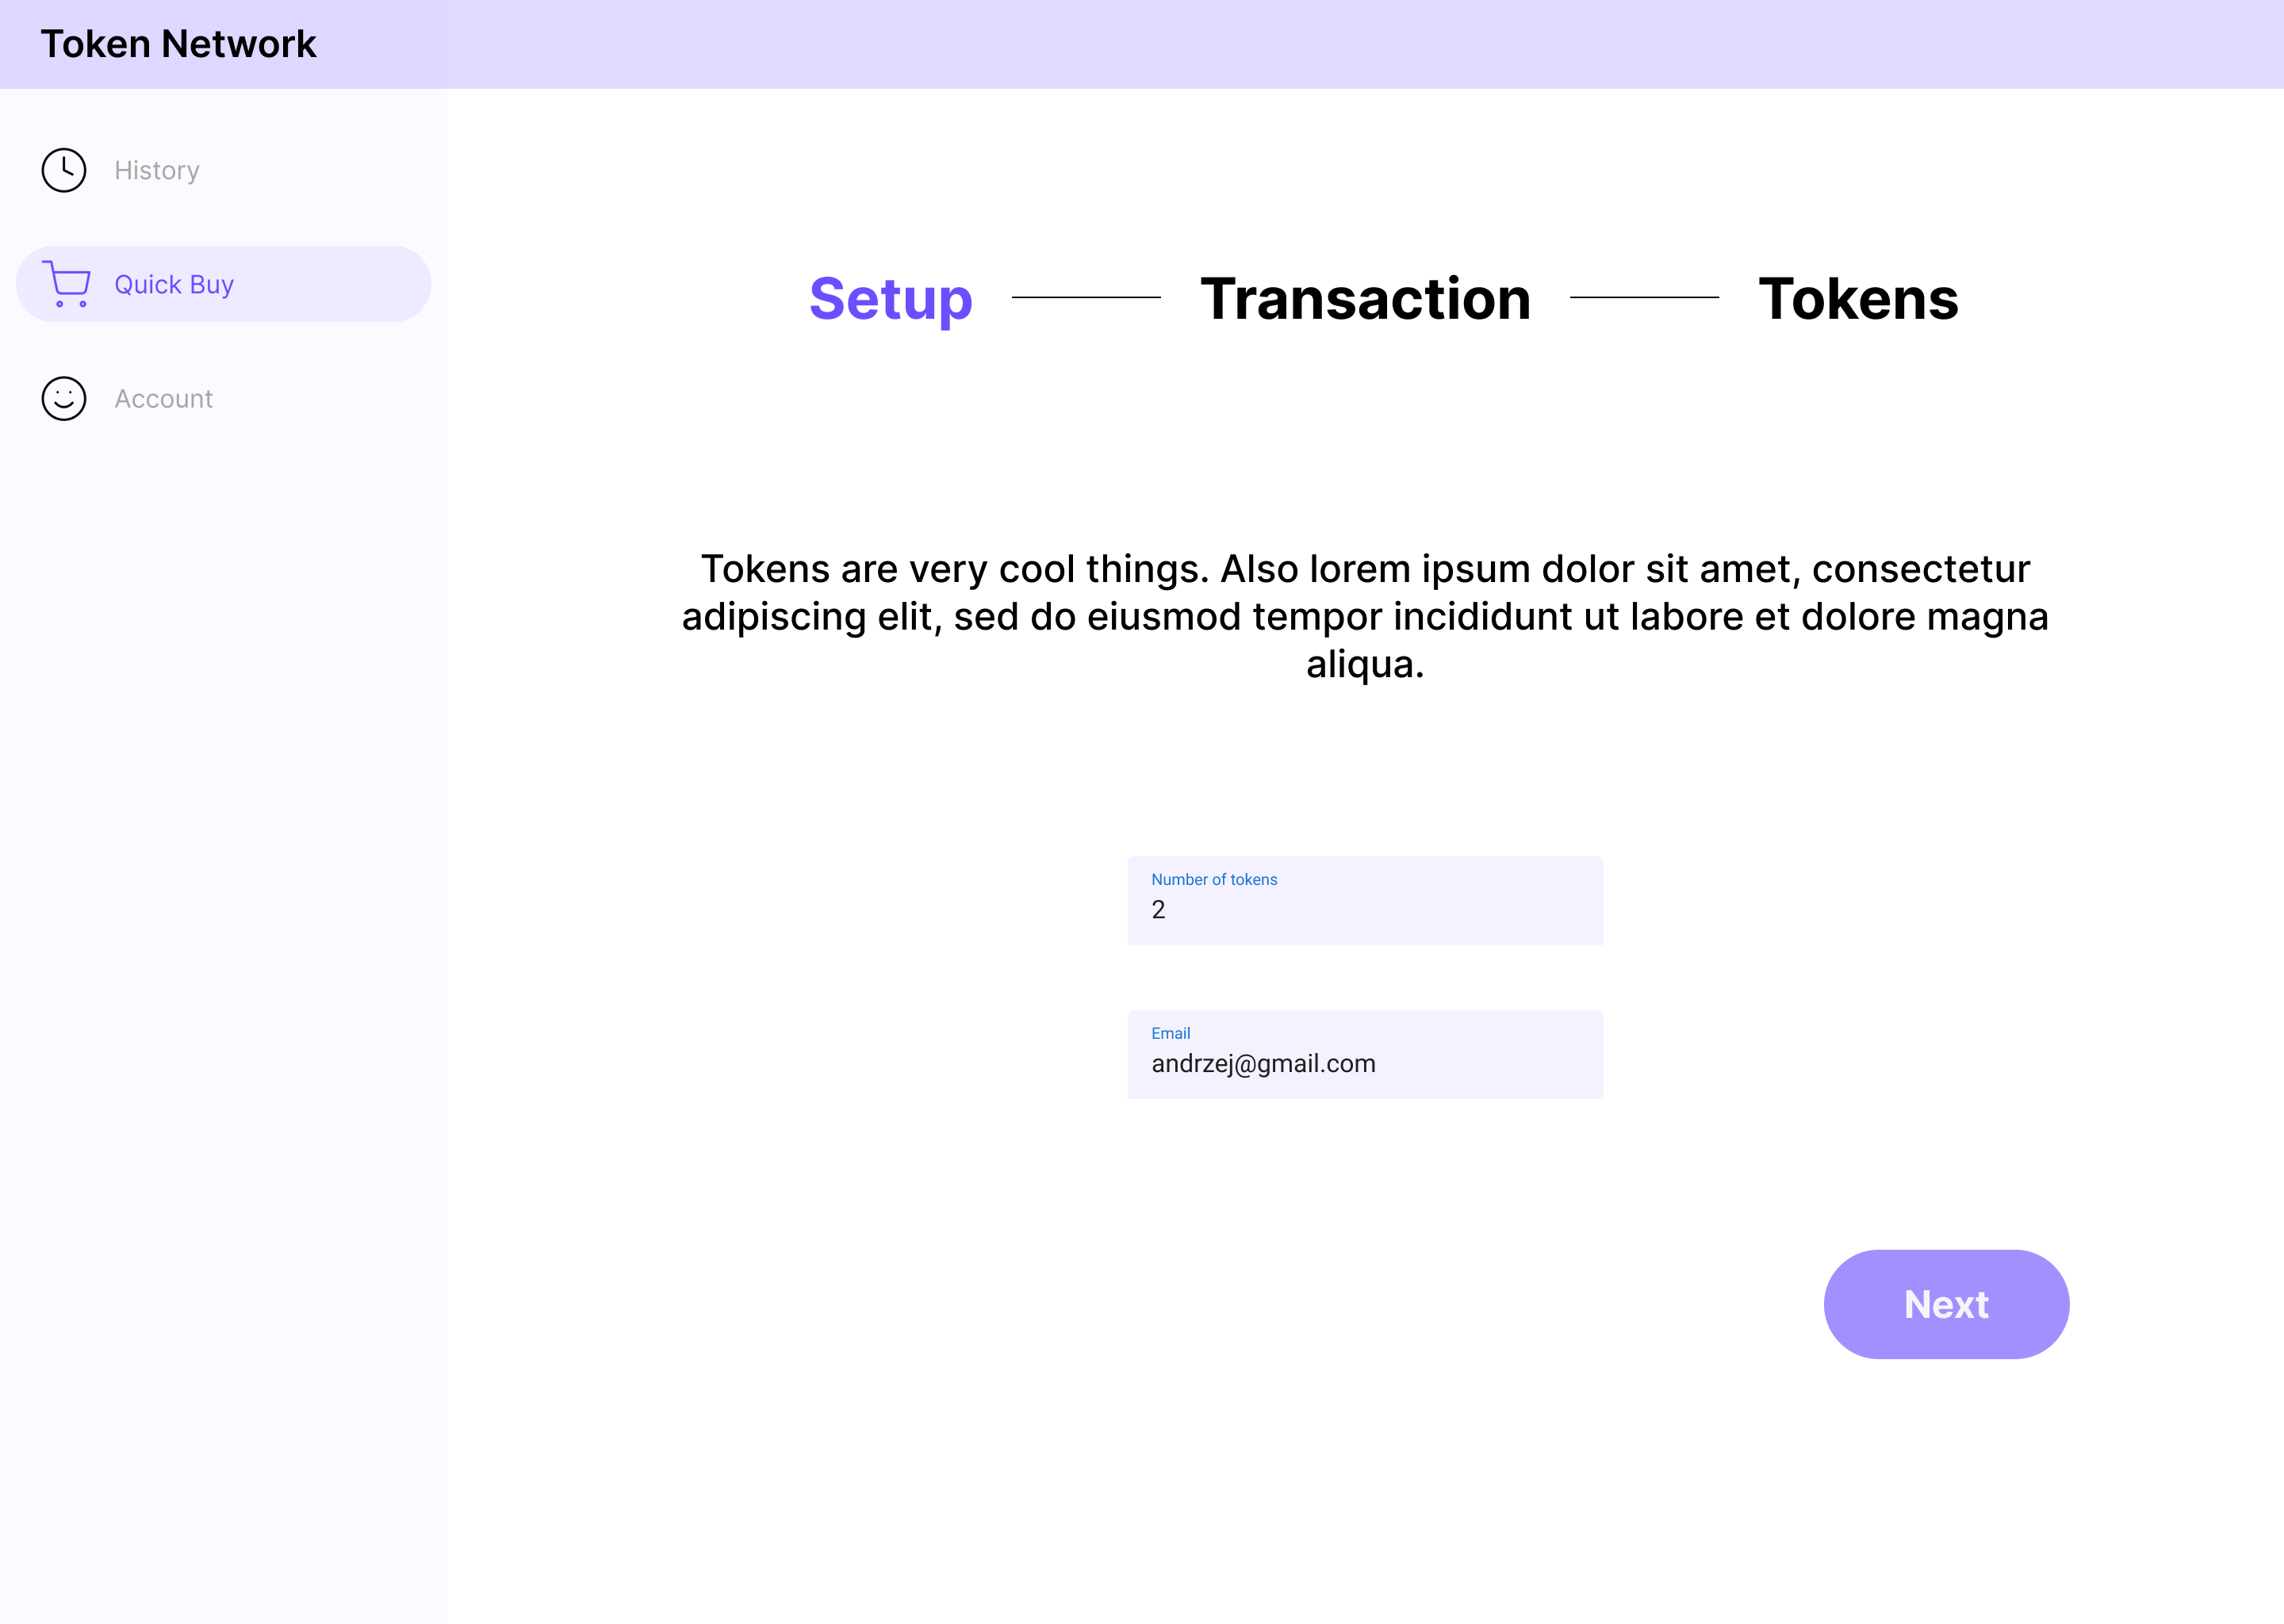 Token Network
History
Quick Buy
Account
Setup
Transaction
Tokens
Tokens are very cool things. Also lorem ipsum dolor sit amet, consectetur
adipiscing elit, sed do eiusmod tempor incididunt ut labore et dolore magna
aliqua.
Number of tokens
2
Email
andrzej@gmail.com
Next